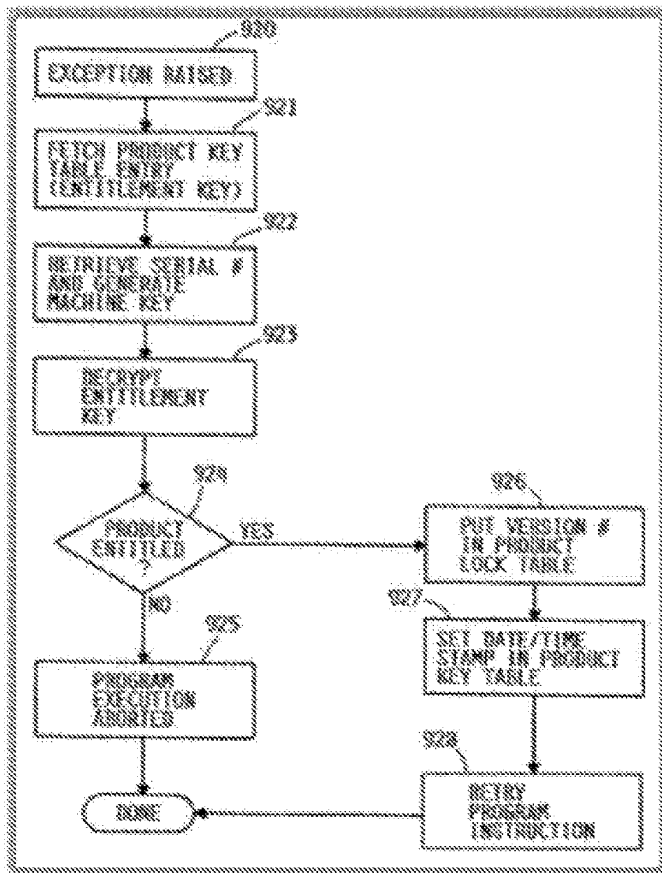 920
EXCEPTION RAISED
921
FETCH PRODUCT KEY
TABLE ENTRY
(ENTITLEMENT KEY)
922
RETRIEVE SERIAL #
AND GENERATE
MACHINE KEY
923
DECRYPT
ENTITLEMENT
KEY
924
PRODUCT
ENTITLED
?
YES
NO
925
PROGRAM
EXECUTION
ABORTED
926
PUT VERSION #
IN PRODUCT
LOCK TABLE
927
SET DATE/TIME
STAMP IN PRODUCT
KEY TABLE
928
RETRY
PROGRAM
INSTRUCTION
DONE